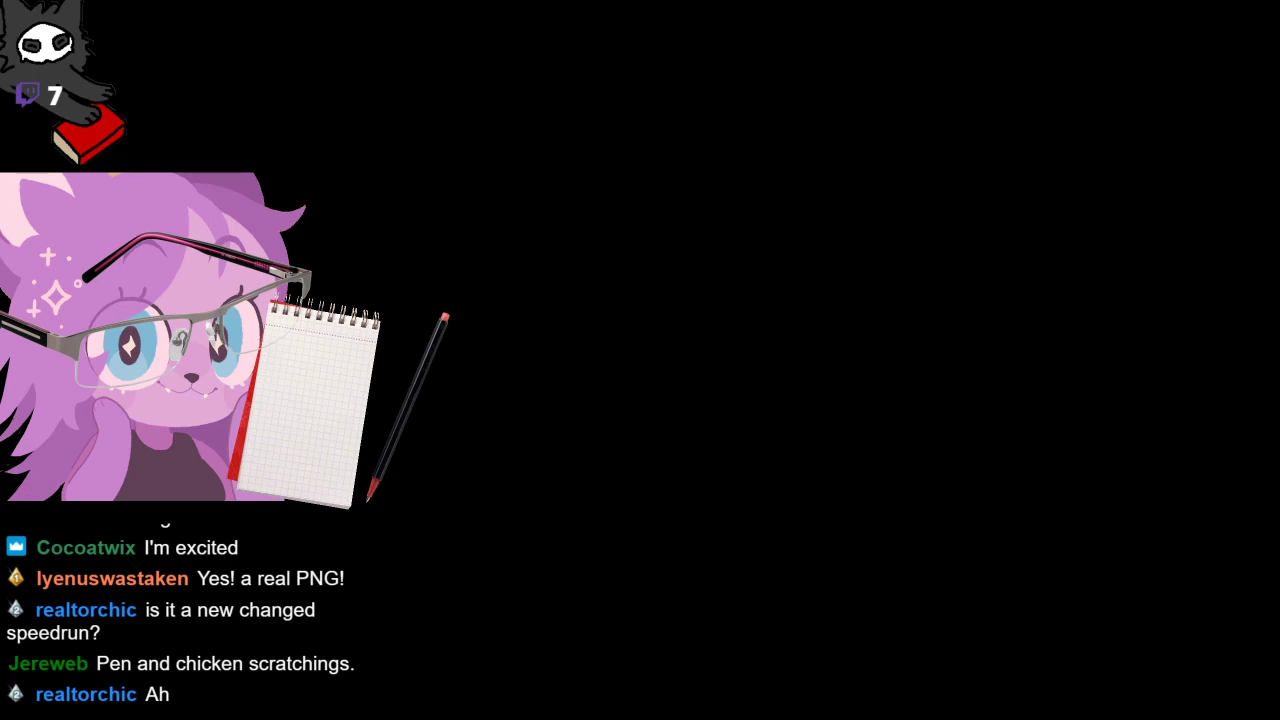 7
Cocoatwix I'm excited
lyenuswastaken Yes! a real PNG!
realtorchic is it a new changed
speedrun?
Jereweb Pen and chicken scratchings.
realtorchic Ah